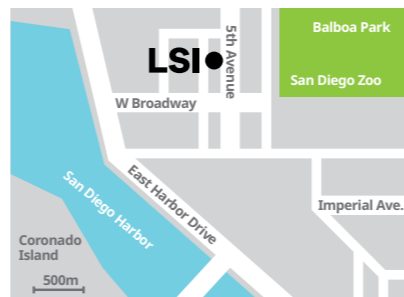 Balboa Park
5th Avenue
LSI
San Diego Zoo
W Broadway
East Harbor Drive
San Diego Harbor
Imperial Ave.
Coronado
Island
500m